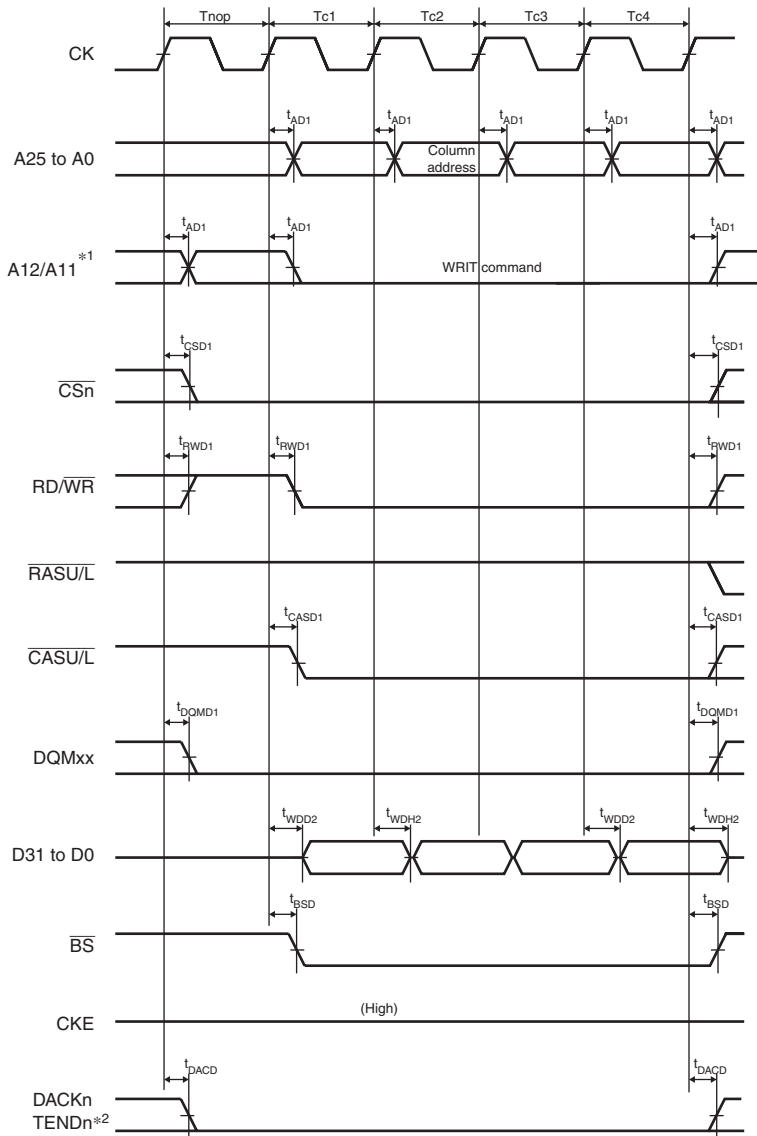 Tnop Tc1 Tc2 Tc3 Tc4
CK
tAD1 tAD1 tAD1 tAD1 tAD1
A25 to A0
Column
address
tAD1 tAD1 tAD1
A12/A11*1
WRIT command
tCSD1 tCSD1
CSn
tRWD1 tRWD1 tRWD1
RD/WR
RASU/L
tCASD1 tCASD1
CASU/L
tDQMD1 tDQMD1
DQMxx
tWDD2 tWDH2 tWDD2 tWDH2
D31 to D0
tBSD tBSD
BS
(High)
CKE
tDACD tDACD
DACKn
TENDn*2